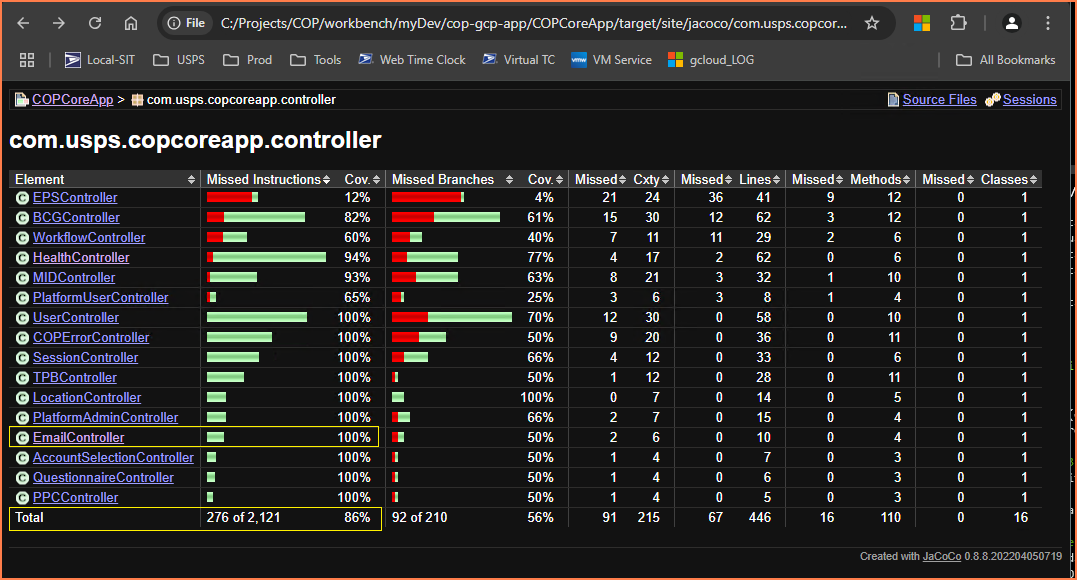 File C:/Projects/COP/workbench/myDev/cop-gcp-app/COPCoreApp/target/site/jacoco/com.usps.copcor...
Local-SIT USPS Prod Tools Web Time Clock Virtual TC vmw VM Service gcloud_LOG All Bookmarks
COPCoreApp > com.usps.copcoreapp.controller Source Files Sessions
com.usps.copcoreapp.controller
Element Missed Instructions Cov. Missed Branches Cov. Missed Cxty Missed Lines Missed Methods Missed Classes
C EPSController 12% 4% 21 24 36 41 9 12 0 1
C BCGController 82% 61% 15 30 12 62 3 12 0 1
C WorkflowController 60% 40% 7 11 11 29 2 6 0 1
C HealthController 94% 77% 4 17 2 62 0 6 0 1
C MIDController 93% 63% 8 21 3 32 1 10 0 1
C PlatformUserController 65% 25% 3 6 3 8 1 4 0 1
C UserController 100% 70% 12 30 0 58 0 10 0 1
C COPErrorController 100% 50% 9 20 0 36 0 11 0 1
C SessionController 100% 66% 4 12 0 33 0 6 0 1
C TPBController 100% 50% 1 12 0 28 0 11 0 1
C LocationController 100% 100% 0 7 0 14 0 5 0 1
C PlatformAdminController 100% 66% 2 7 0 15 0 4 0 1
C EmailController 100% 50% 2 6 0 10 0 4 0 1
C AccountSelectionController 100% 50% 1 4 0 7 0 3 0 1
C QuestionnaireController 100% 50% 1 4 0 6 0 3 0 1
C PPCController 100% 50% 1 4 0 5 0 3 0 1
Total 276 of 2,121 86% 92 of 210 56% 91 215 67 446 16 110 0 16
Created with JaCoCo 0.8.8.202204050719